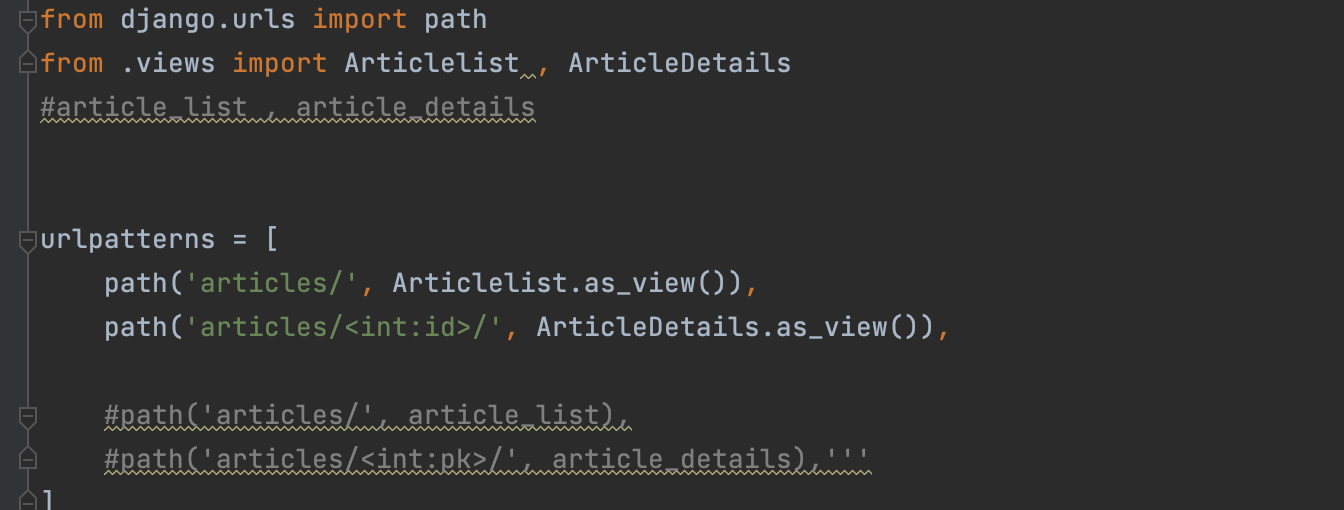 from django.urls import path
from .views import Articlelist , ArticleDetails
#article_list , article_details
urlpatterns = [
    path('articles/', Articlelist.as_view()),
    path('articles/<int:id>/', ArticleDetails.as_view()),
    #path('articles/', article_list),
    #path('articles/<int:pk>/', article_details),'''
]